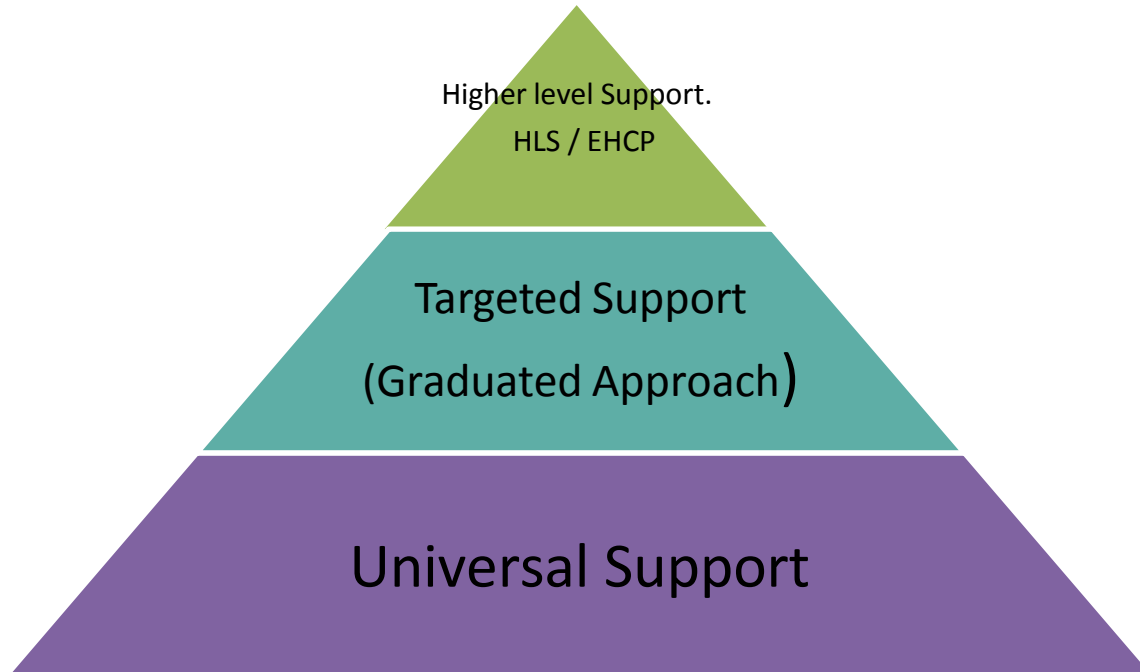 Higher level Support.
HLS / EHCP
Targeted Support
(Graduated Approach)
Universal Support